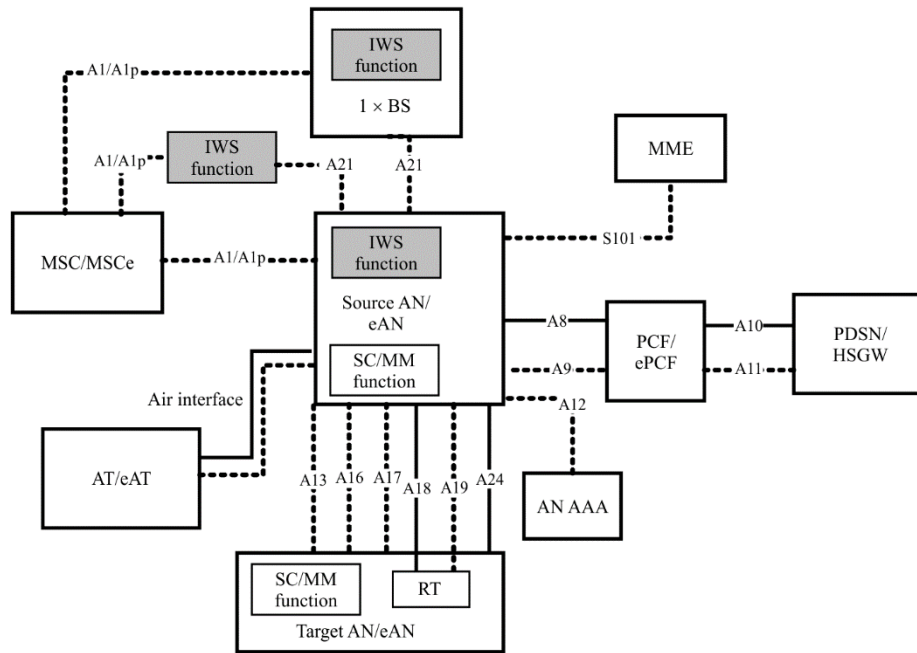 IWS
function
1 × BS
A1/A1p
A1/A1p
IWS
function
A21
A21
MME
MSC/MSCe
A1/A1p
IWS
function
Source AN/
eAN
SC/MM
function
S101
A8
A9
PCF/
ePCF
A10
A11
PDSN/
HSGW
A12
Air interface
AT/eAT
A13
A16
A17
A18
A19
A24
AN AAA
SC/MM
function
RT
Target AN/eAN